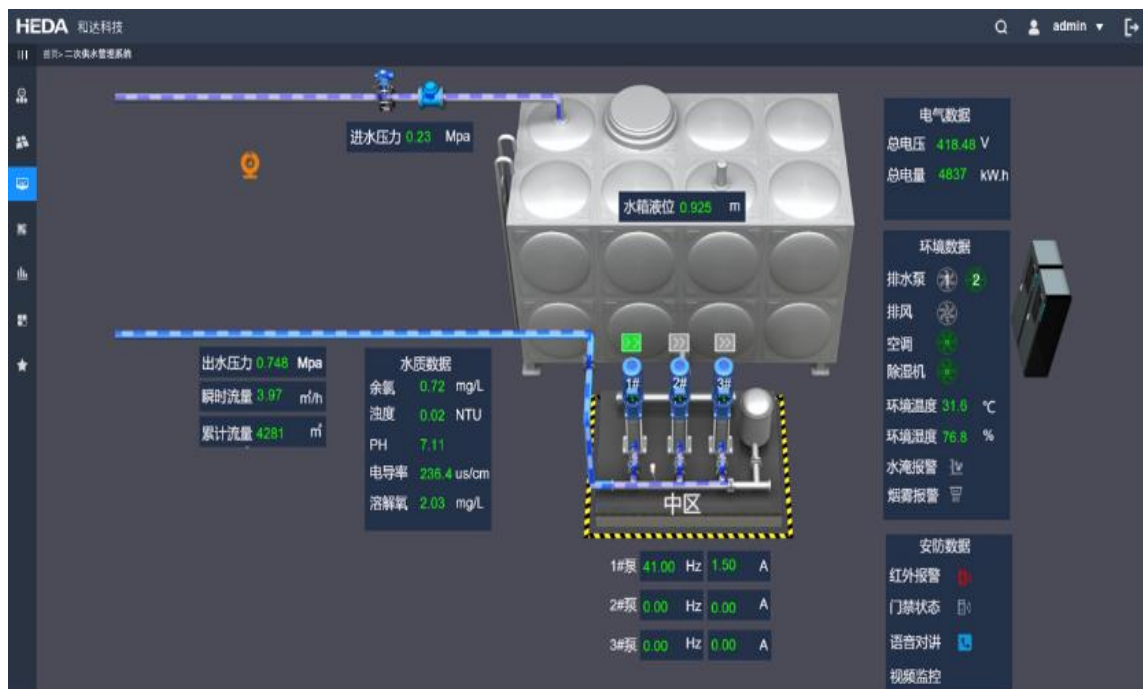 HEDA 和达科技
admin
首页>二次供水管理系统
进水压力 0.23 Mpa
水箱液位 0.925 m
出水压力 0.748 Mpa
瞬时流量 3.97 m³/h
累计流量 4281 m³
水质数据
余氯 0.72 mg/L
浊度 0.02 NTU
PH 7.11
电导率 236.4 us/cm
溶解氧 2.03 mg/L
1# 2# 3#
中区
1#泵 41.00 Hz 1.50 A
2#泵 0.00 Hz 0.00 A
3#泵 0.00 Hz 0.00 A
电气数据
总电压 418.48 V
总电量 4837 kW.h
环境数据
排水泵 1 2
排风
空调
除湿机
环境温度 31.6 ℃
环境湿度 76.8 %
水淹报警
烟雾报警
安防数据
红外报警
门禁状态
语音对讲
视频监控